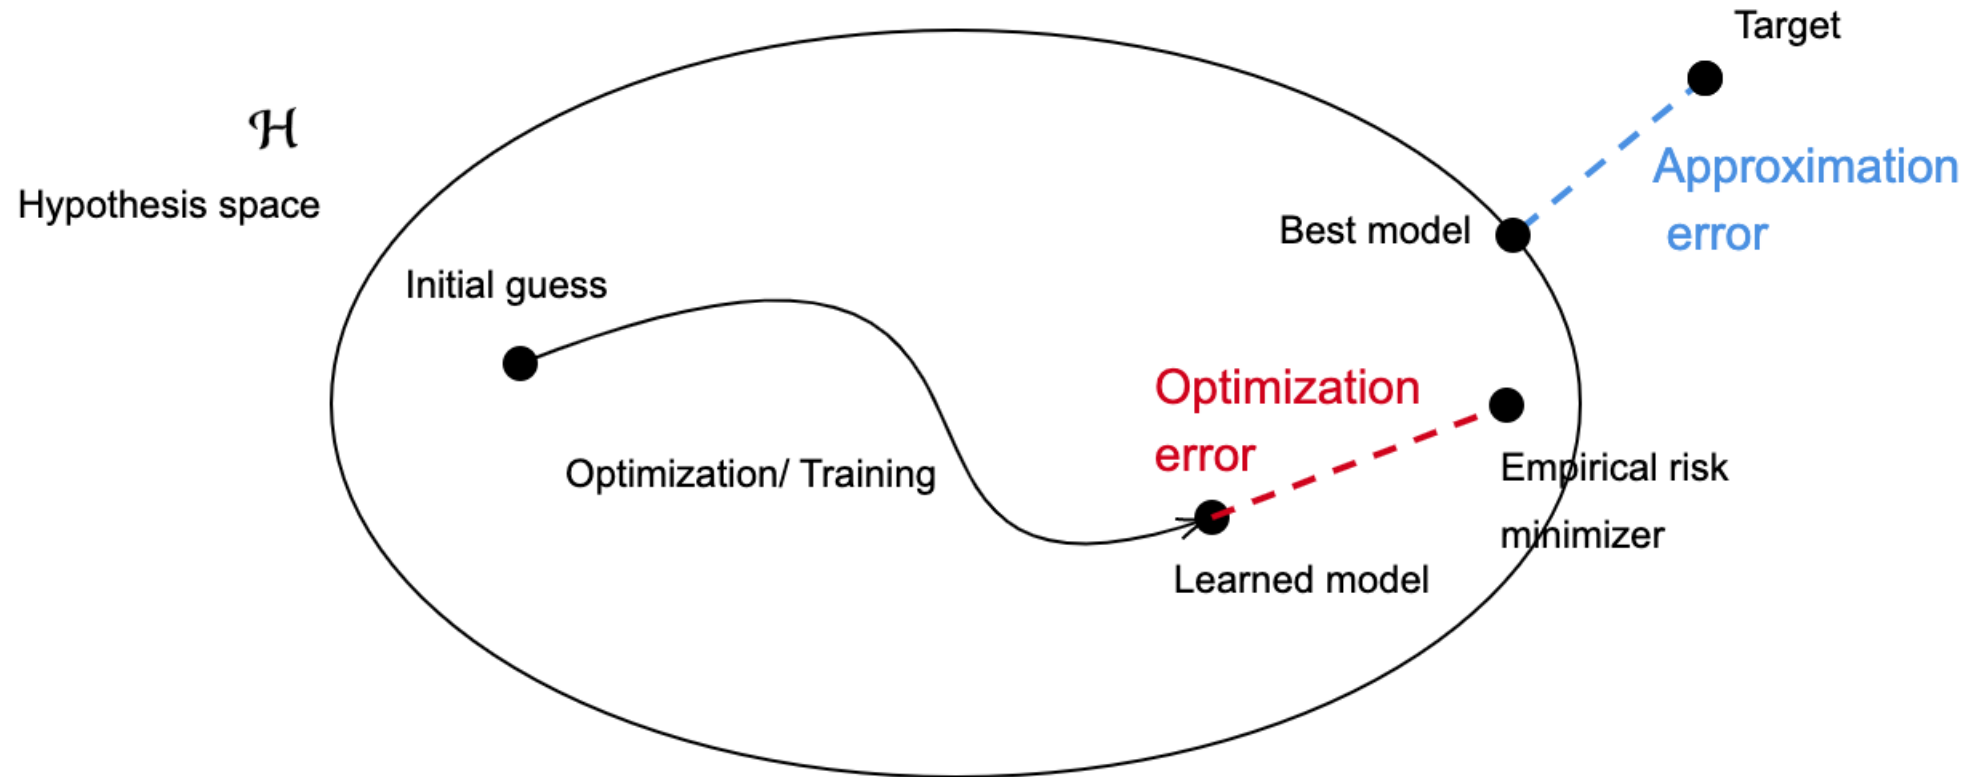 Target
ℋ
Approximation
error
Hypothesis space
Best model
Initial guess
Optimization
error
Optimization/ Training
Empirical risk
minimizer
Learned model